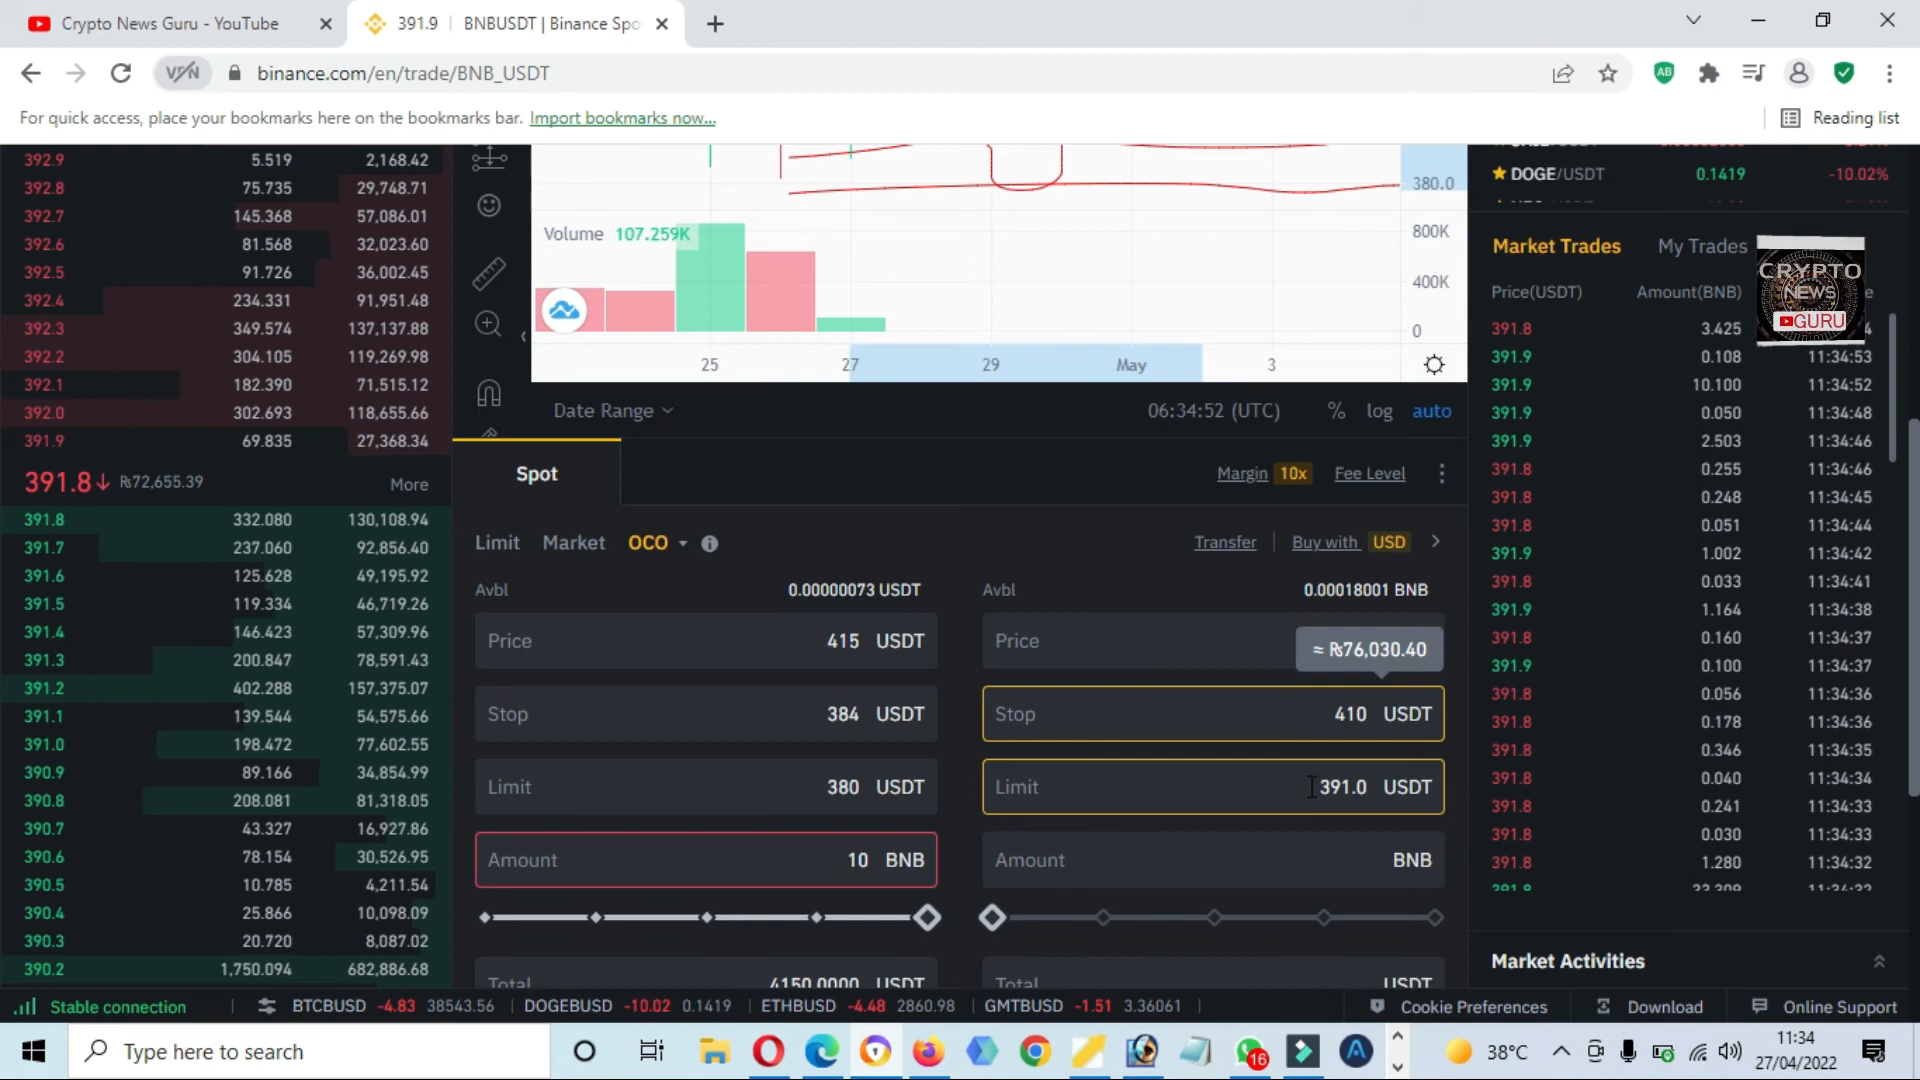 Crypto News Guru - YouTube
391.9 | BNBUSDT | Binance Spo
binance.com/en/trade/BNB_USDT
For quick access, place your bookmarks here on the bookmarks bar. Import bookmarks now...
Reading list
392.9 5.519 2,168.42
392.8 75.735 29,748.71
392.7 145.368 57,086.01
392.6 81.568 32,023.60
392.5 91.726 36,002.45
392.4 234.331 91,951.48
392.3 349.574 137,137.88
392.2 304.105 119,269.98
392.1 182.390 71,515.12
392.0 302.693 118,655.66
391.9 69.835 27,368.34
391.8↓ ₨72,655.39 More
391.8 332.080 130,108.94
391.7 237.060 92,856.40
391.6 125.628 49,195.92
391.5 119.334 46,719.26
391.4 146.423 57,309.96
391.3 200.847 78,591.43
391.2 402.288 157,375.07
391.1 139.544 54,575.66
391.0 198.472 77,602.55
390.9 89.166 34,854.99
390.8 208.081 81,318.05
390.7 43.327 16,927.86
390.6 78.154 30,526.95
390.5 10.785 4,211.54
390.4 25.866 10,098.09
390.3 20.720 8,087.02
390.2 1,750.094 682,886.68
380.0
Volume 107.259K
800K
400K
0
25 27 29 May 3
Date Range 06:34:52 (UTC) % log auto
Spot Margin 10x Fee Level
Limit Market OCO Transfer Buy with USD
Avbl 0.00000073 USDT
Price 415 USDT
Stop 384 USDT
Limit 380 USDT
Amount 10 BNB
Total 4150.0000 USDT
Avbl 0.00018001 BNB
Price
≈ ₨76,030.40
Stop 410 USDT
Limit 391.0 USDT
Amount BNB
Total USDT
DOGE/USDT 0.1419 -10.02%
Market Trades My Trades
Price(USDT) Amount(BNB)
CRYPTO
NEWS
GURU
391.8 3.425
391.9 0.108 11:34:53
391.9 10.100 11:34:52
391.9 0.050 11:34:48
391.9 2.503 11:34:46
391.8 0.255 11:34:46
391.8 0.248 11:34:45
391.8 0.051 11:34:44
391.9 1.002 11:34:42
391.8 0.033 11:34:41
391.9 1.164 11:34:38
391.8 0.160 11:34:37
391.9 0.100 11:34:37
391.8 0.056 11:34:36
391.8 0.178 11:34:36
391.8 0.346 11:34:35
391.8 0.040 11:34:34
391.8 0.241 11:34:33
391.8 0.030 11:34:33
391.8 1.280 11:34:32
Market Activities
Stable connection BTCBUSD -4.83 38543.56 DOGEBUSD -10.02 0.1419 ETHBUSD -4.48 2860.98 GMTBUSD -1.51 3.36061 Cookie Preferences Download Online Support
Type here to search
16
38°C
11:34
27/04/2022